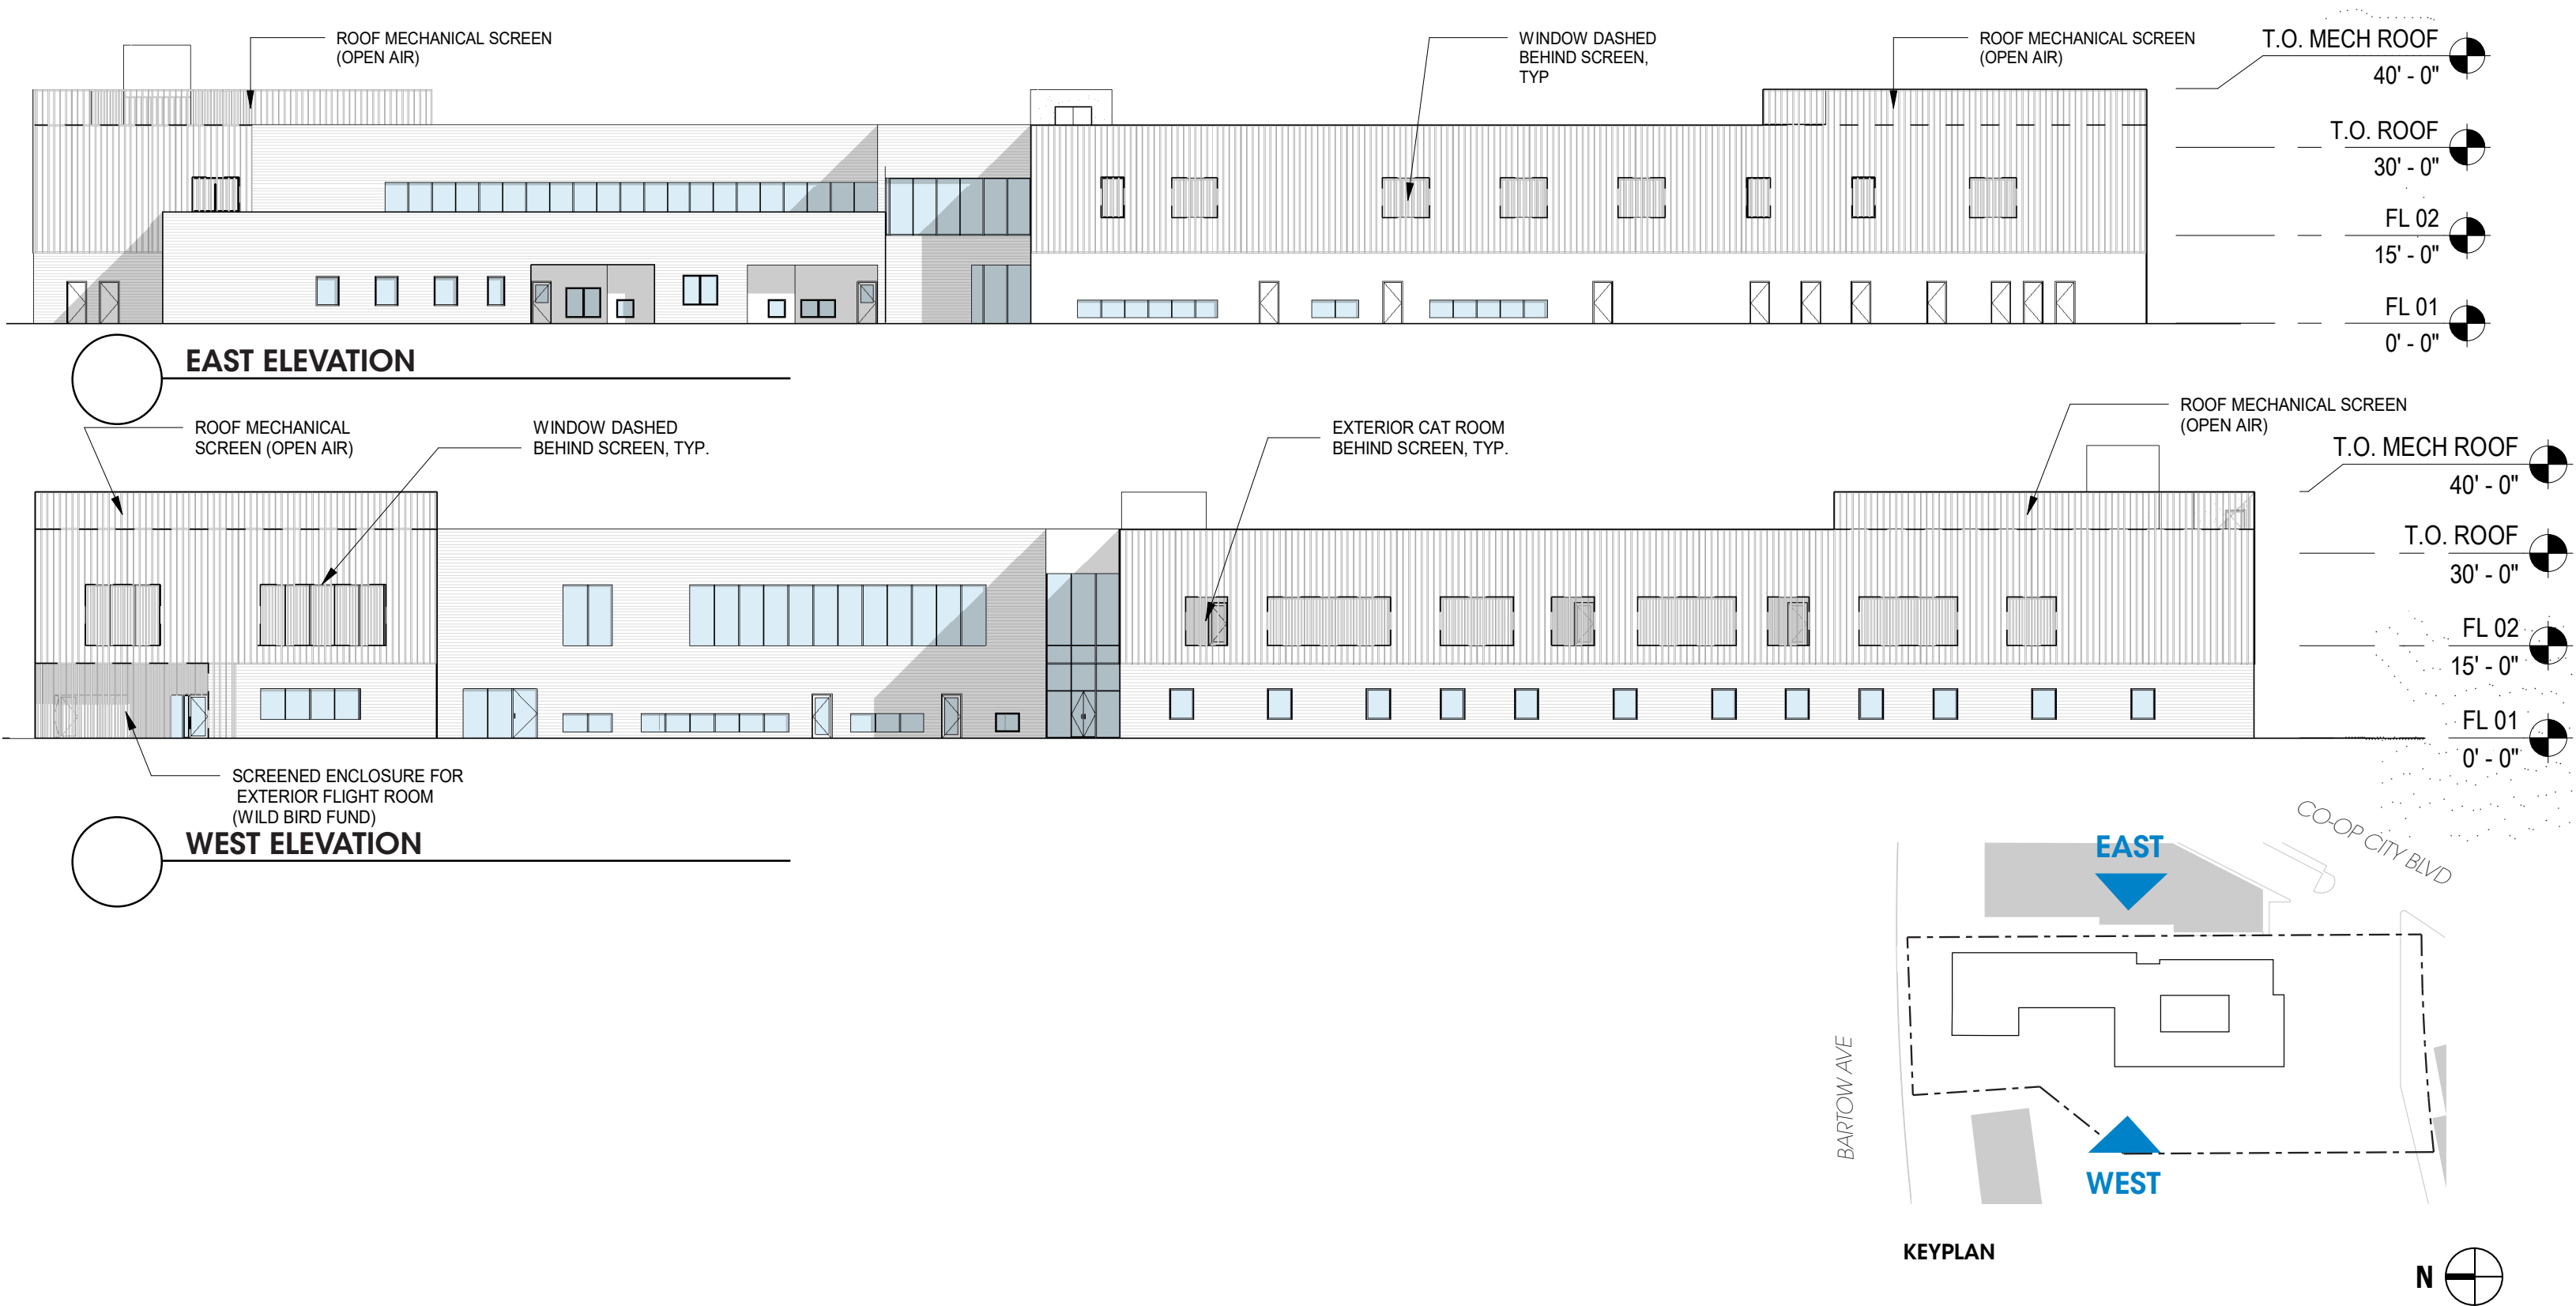 ROOF MECHANICAL SCREEN
(OPEN AIR)
WINDOW DASHED
BEHIND SCREEN,
TYP
ROOF MECHANICAL SCREEN
(OPEN AIR)
T.O. MECH ROOF
40' - 0"
T.O. ROOF
30' - 0"
FL 02
15' - 0"
FL 01
0' - 0"
EAST ELEVATION
ROOF MECHANICAL
SCREEN (OPEN AIR)
WINDOW DASHED
BEHIND SCREEN, TYP.
EXTERIOR CAT ROOM
BEHIND SCREEN, TYP.
ROOF MECHANICAL SCREEN
(OPEN AIR)
T.O. MECH ROOF
40' - 0"
T.O. ROOF
30' - 0"
FL 02
15' - 0"
FL 01
0' - 0"
SCREENED ENCLOSURE FOR
EXTERIOR FLIGHT ROOM
(WILD BIRD FUND)
WEST ELEVATION
CO-OP CITY BLVD
EAST
BARTOW AVE
WEST
KEYPLAN
N